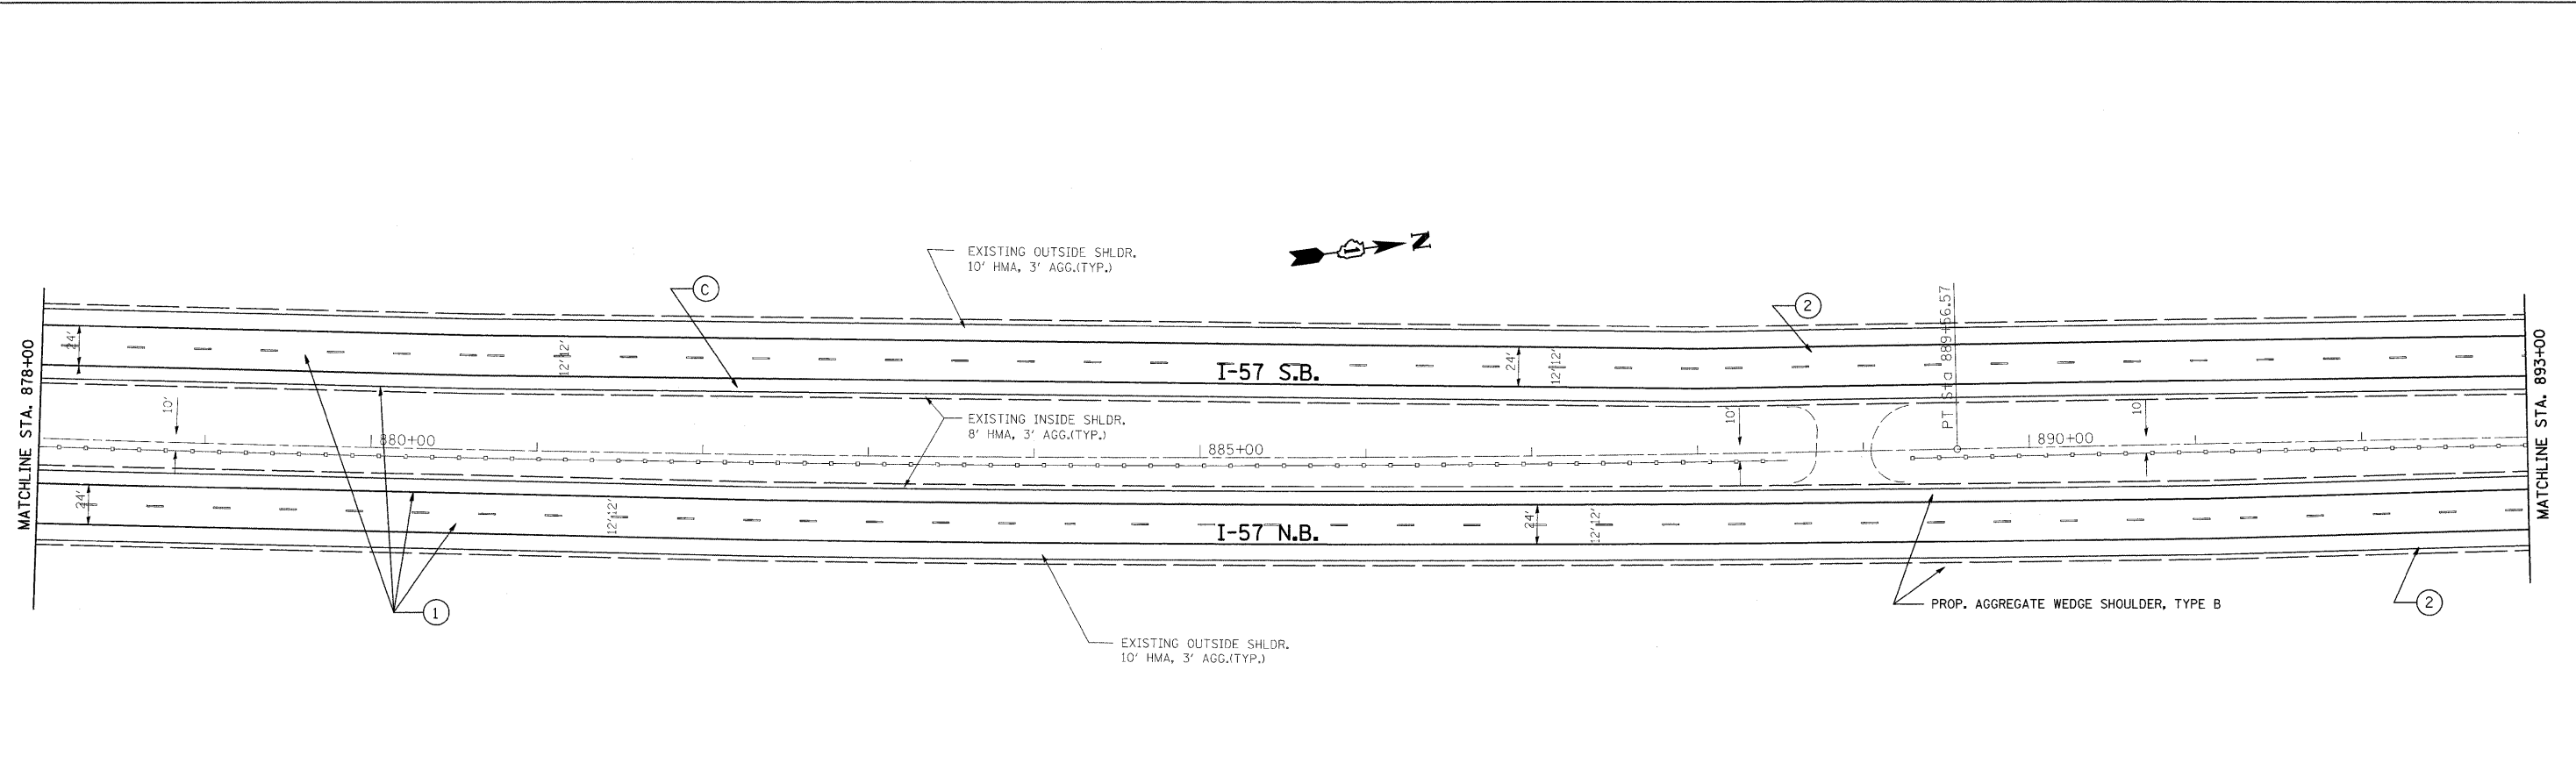 EXISTING OUTSIDE SHLDR.
10' HMA, 3' AGG.(TYP.)
N
C
2
PT Sta 889+56.57
MATCHLINE STA. 878+00
24'
12' 12'
I-57 S.B.
24'
12' 12'
MATCHLINE STA. 893+00
10'
EXISTING INSIDE SHLDR.
8' HMA, 3' AGG.(TYP.)
10'
10'
880+00
885+00
890+00
24'
12' 12'
I-57 N.B.
24'
12' 12'
1
PROP. AGGREGATE WEDGE SHOULDER, TYPE B
2
EXISTING OUTSIDE SHLDR.
10' HMA, 3' AGG.(TYP.)